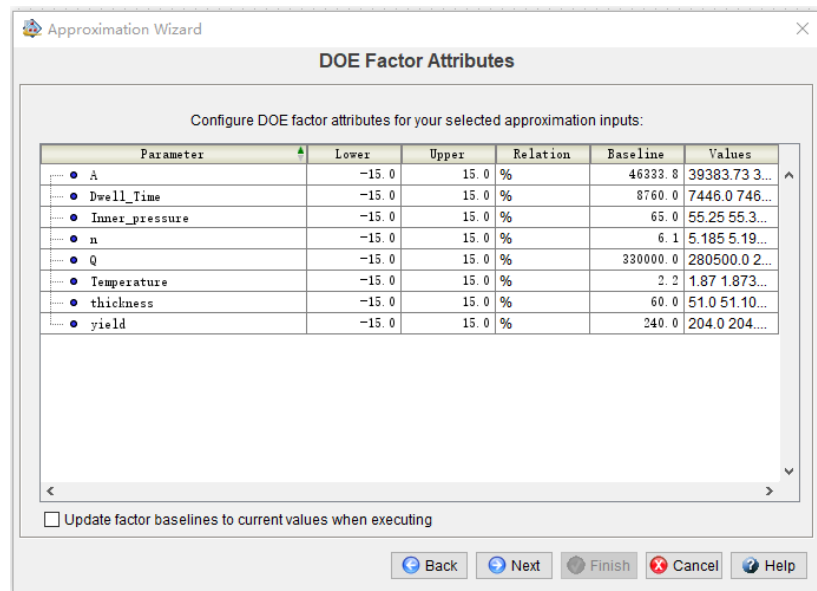 Approximation Wizard
DOE Factor Attributes
Configure DOE factor attributes for your selected approximation inputs:
Parameter Lower Upper Relation Baseline Values
A -15.0 15.0 % 46333.8 39383.73 3...
Dwell_Time -15.0 15.0 % 8760.0 7446.0 746...
Inner_pressure -15.0 15.0 % 65.0 55.25 55.3...
n -15.0 15.0 % 6.1 5.185 5.19...
Q -15.0 15.0 % 330000.0 280500.0 2...
Temperature -15.0 15.0 % 2.2 1.87 1.873...
thickness -15.0 15.0 % 60.0 51.0 51.10...
yield -15.0 15.0 % 240.0 204.0 204....
Update factor baselines to current values when executing
Back Next Finish Cancel Help